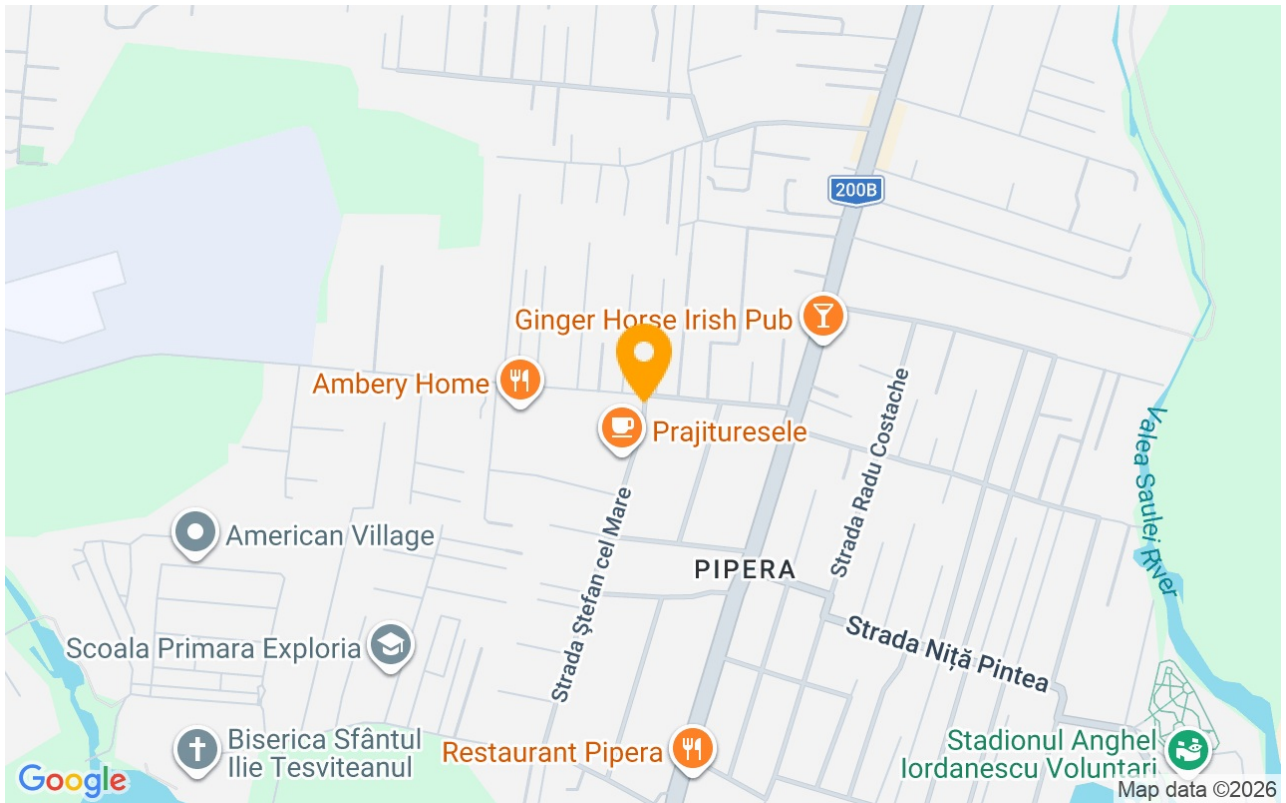 200B
Ginger Horse Irish Pub
Ambery Home
Prajituresele
Strada Radu Costache
Valea Saulei River
American Village
Strada Ştefan cel Mare
PIPERA
Scoala Primara Exploria
Strada Niță Pintea
Biserica Sfântul
Ilie Tesviteanul
Restaurant Pipera
Stadionul Anghel
Iordanescu Voluntari
Google
Map data ©2026